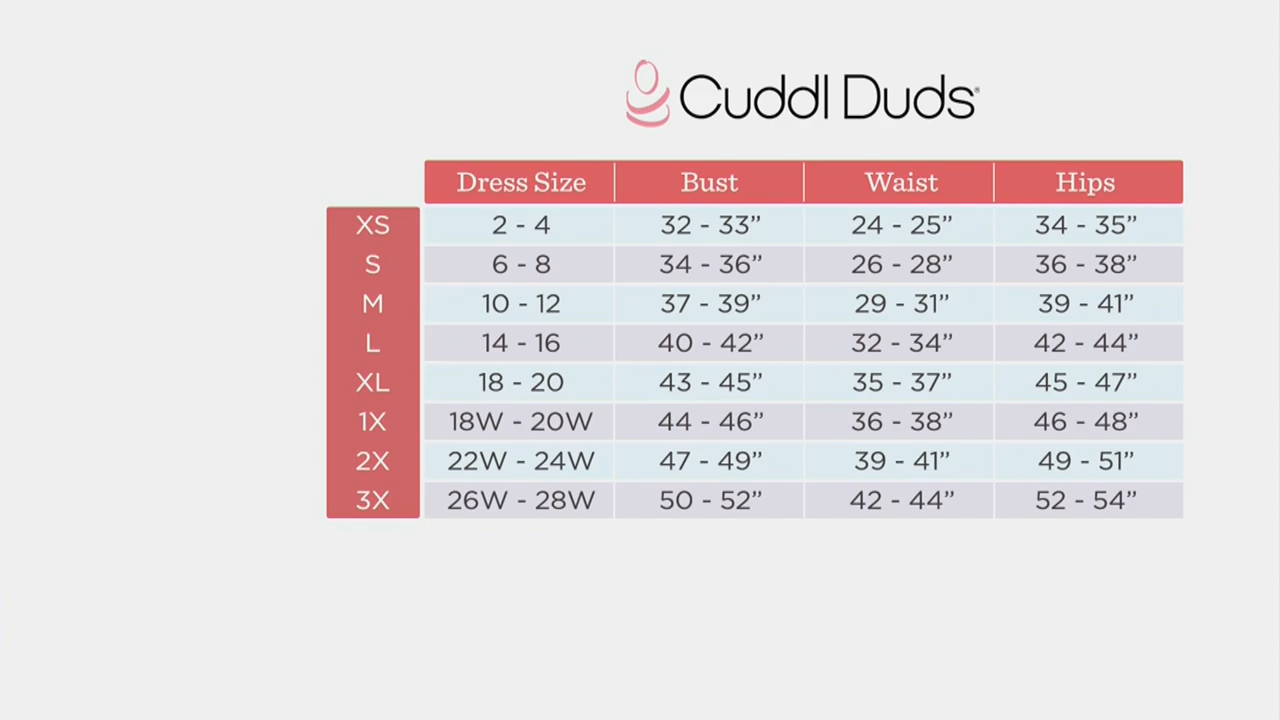 Cuddl Duds®
Dress Size Bust Waist Hips
XS 2 - 4 32 - 33” 24 - 25” 34 - 35”
S 6 - 8 34 - 36” 26 - 28” 36 - 38”
M 10 - 12 37 - 39” 29 - 31” 39 - 41”
L 14 - 16 40 - 42” 32 - 34” 42 - 44”
XL 18 - 20 43 - 45” 35 - 37” 45 - 47”
1X 18W - 20W 44 - 46” 36 - 38” 46 - 48”
2X 22W - 24W 47 - 49” 39 - 41” 49 - 51”
3X 26W - 28W 50 - 52” 42 - 44” 52 - 54”